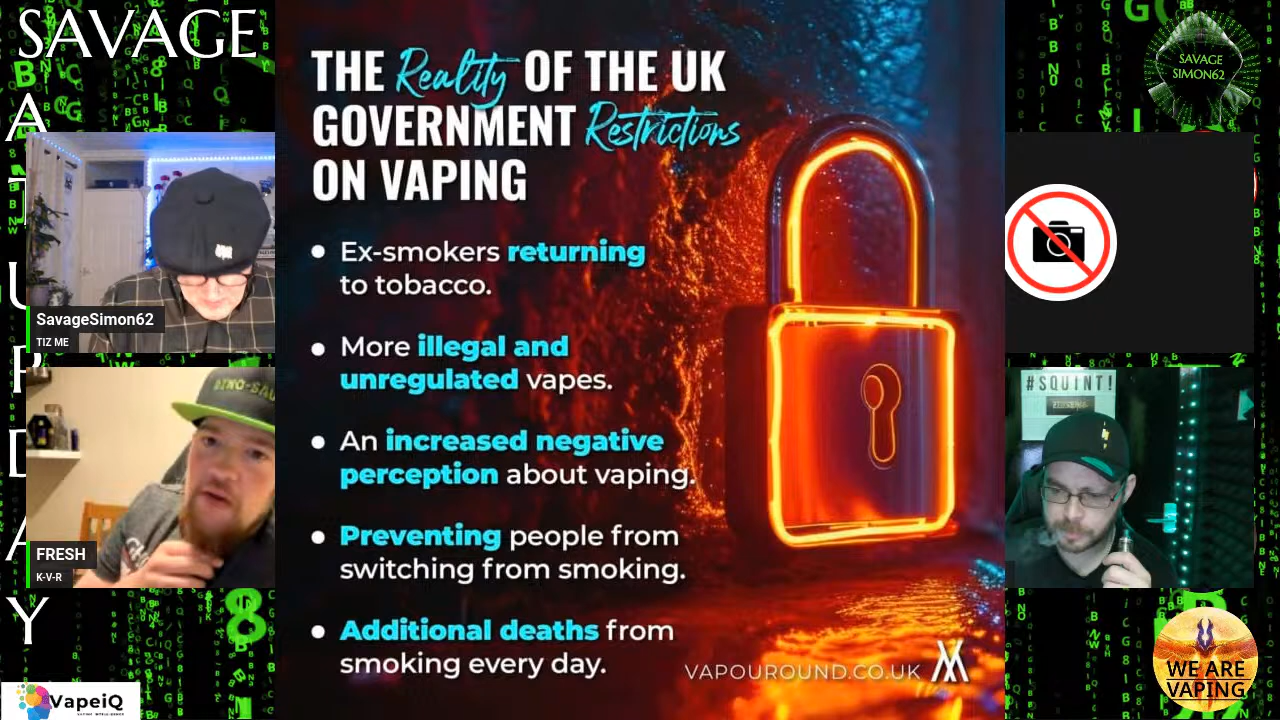 SAVAGE
SATURDAY
THE Reality OF THE UK
GOVERNMENT Restrictions
ON VAPING
Ex-smokers returning
to tobacco.
More illegal and
unregulated vapes.
An increased negative
perception about vaping.
Preventing people from
switching from smoking.
Additional deaths from
smoking every day.
VAPOUROUND.CO.UK
SavageSimon62
TIZ ME
FRESH
K-V-R
VapeiQ
SAVAGE
SIMON62
#SQUINT!
WE ARE
VAPING